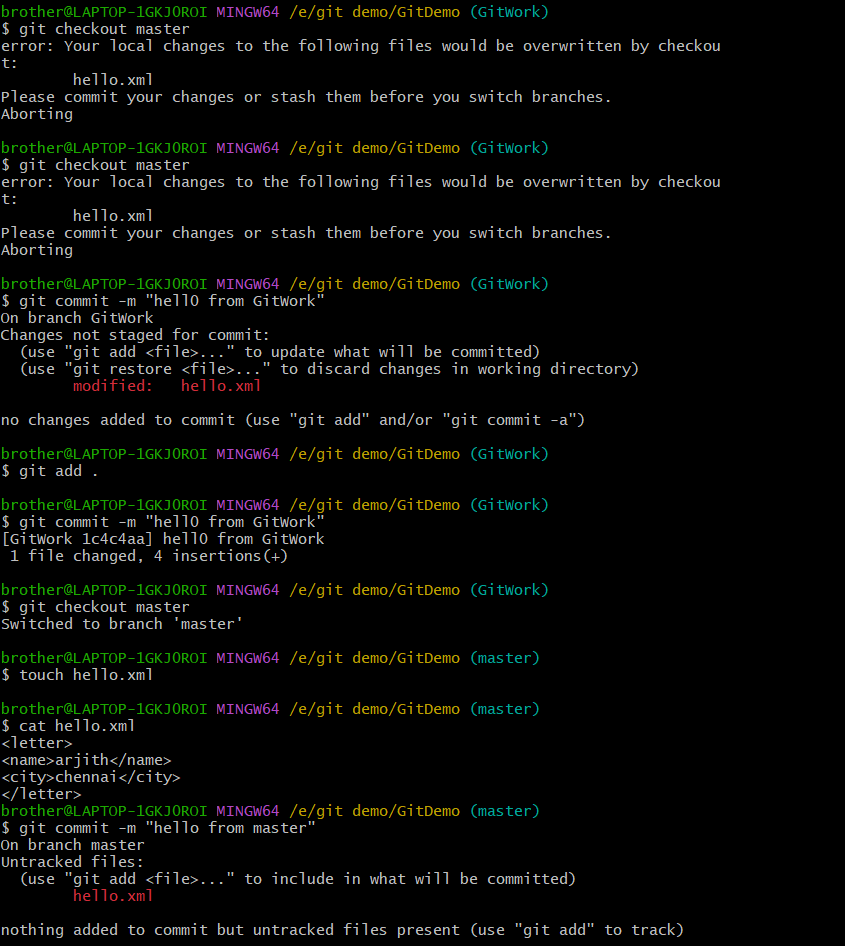 brother@LAPTOP-1GKJ0ROI MINGW64 /e/git demo/GitDemo (GitWork)
$ git checkout master
error: Your local changes to the following files would be overwritten by checkou
t:
        hello.xml
Please commit your changes or stash them before you switch branches.
Aborting

brother@LAPTOP-1GKJ0ROI MINGW64 /e/git demo/GitDemo (GitWork)
$ git checkout master
error: Your local changes to the following files would be overwritten by checkou
t:
        hello.xml
Please commit your changes or stash them before you switch branches.
Aborting

brother@LAPTOP-1GKJ0ROI MINGW64 /e/git demo/GitDemo (GitWork)
$ git commit -m "hell0 from GitWork"
On branch GitWork
Changes not staged for commit:
  (use "git add <file>..." to update what will be committed)
  (use "git restore <file>..." to discard changes in working directory)
        modified:   hello.xml

no changes added to commit (use "git add" and/or "git commit -a")

brother@LAPTOP-1GKJ0ROI MINGW64 /e/git demo/GitDemo (GitWork)
$ git add .

brother@LAPTOP-1GKJ0ROI MINGW64 /e/git demo/GitDemo (GitWork)
$ git commit -m "hell0 from GitWork"
[GitWork 1c4c4aa] hell0 from GitWork
 1 file changed, 4 insertions(+)

brother@LAPTOP-1GKJ0ROI MINGW64 /e/git demo/GitDemo (GitWork)
$ git checkout master
Switched to branch 'master'

brother@LAPTOP-1GKJ0ROI MINGW64 /e/git demo/GitDemo (master)
$ touch hello.xml

brother@LAPTOP-1GKJ0ROI MINGW64 /e/git demo/GitDemo (master)
$ cat hello.xml
<letter>
<name>arjith</name>
<city>chennai</city>
</letter>
brother@LAPTOP-1GKJ0ROI MINGW64 /e/git demo/GitDemo (master)
$ git commit -m "hello from master"
On branch master
Untracked files:
  (use "git add <file>..." to include in what will be committed)
        hello.xml

nothing added to commit but untracked files present (use "git add" to track)